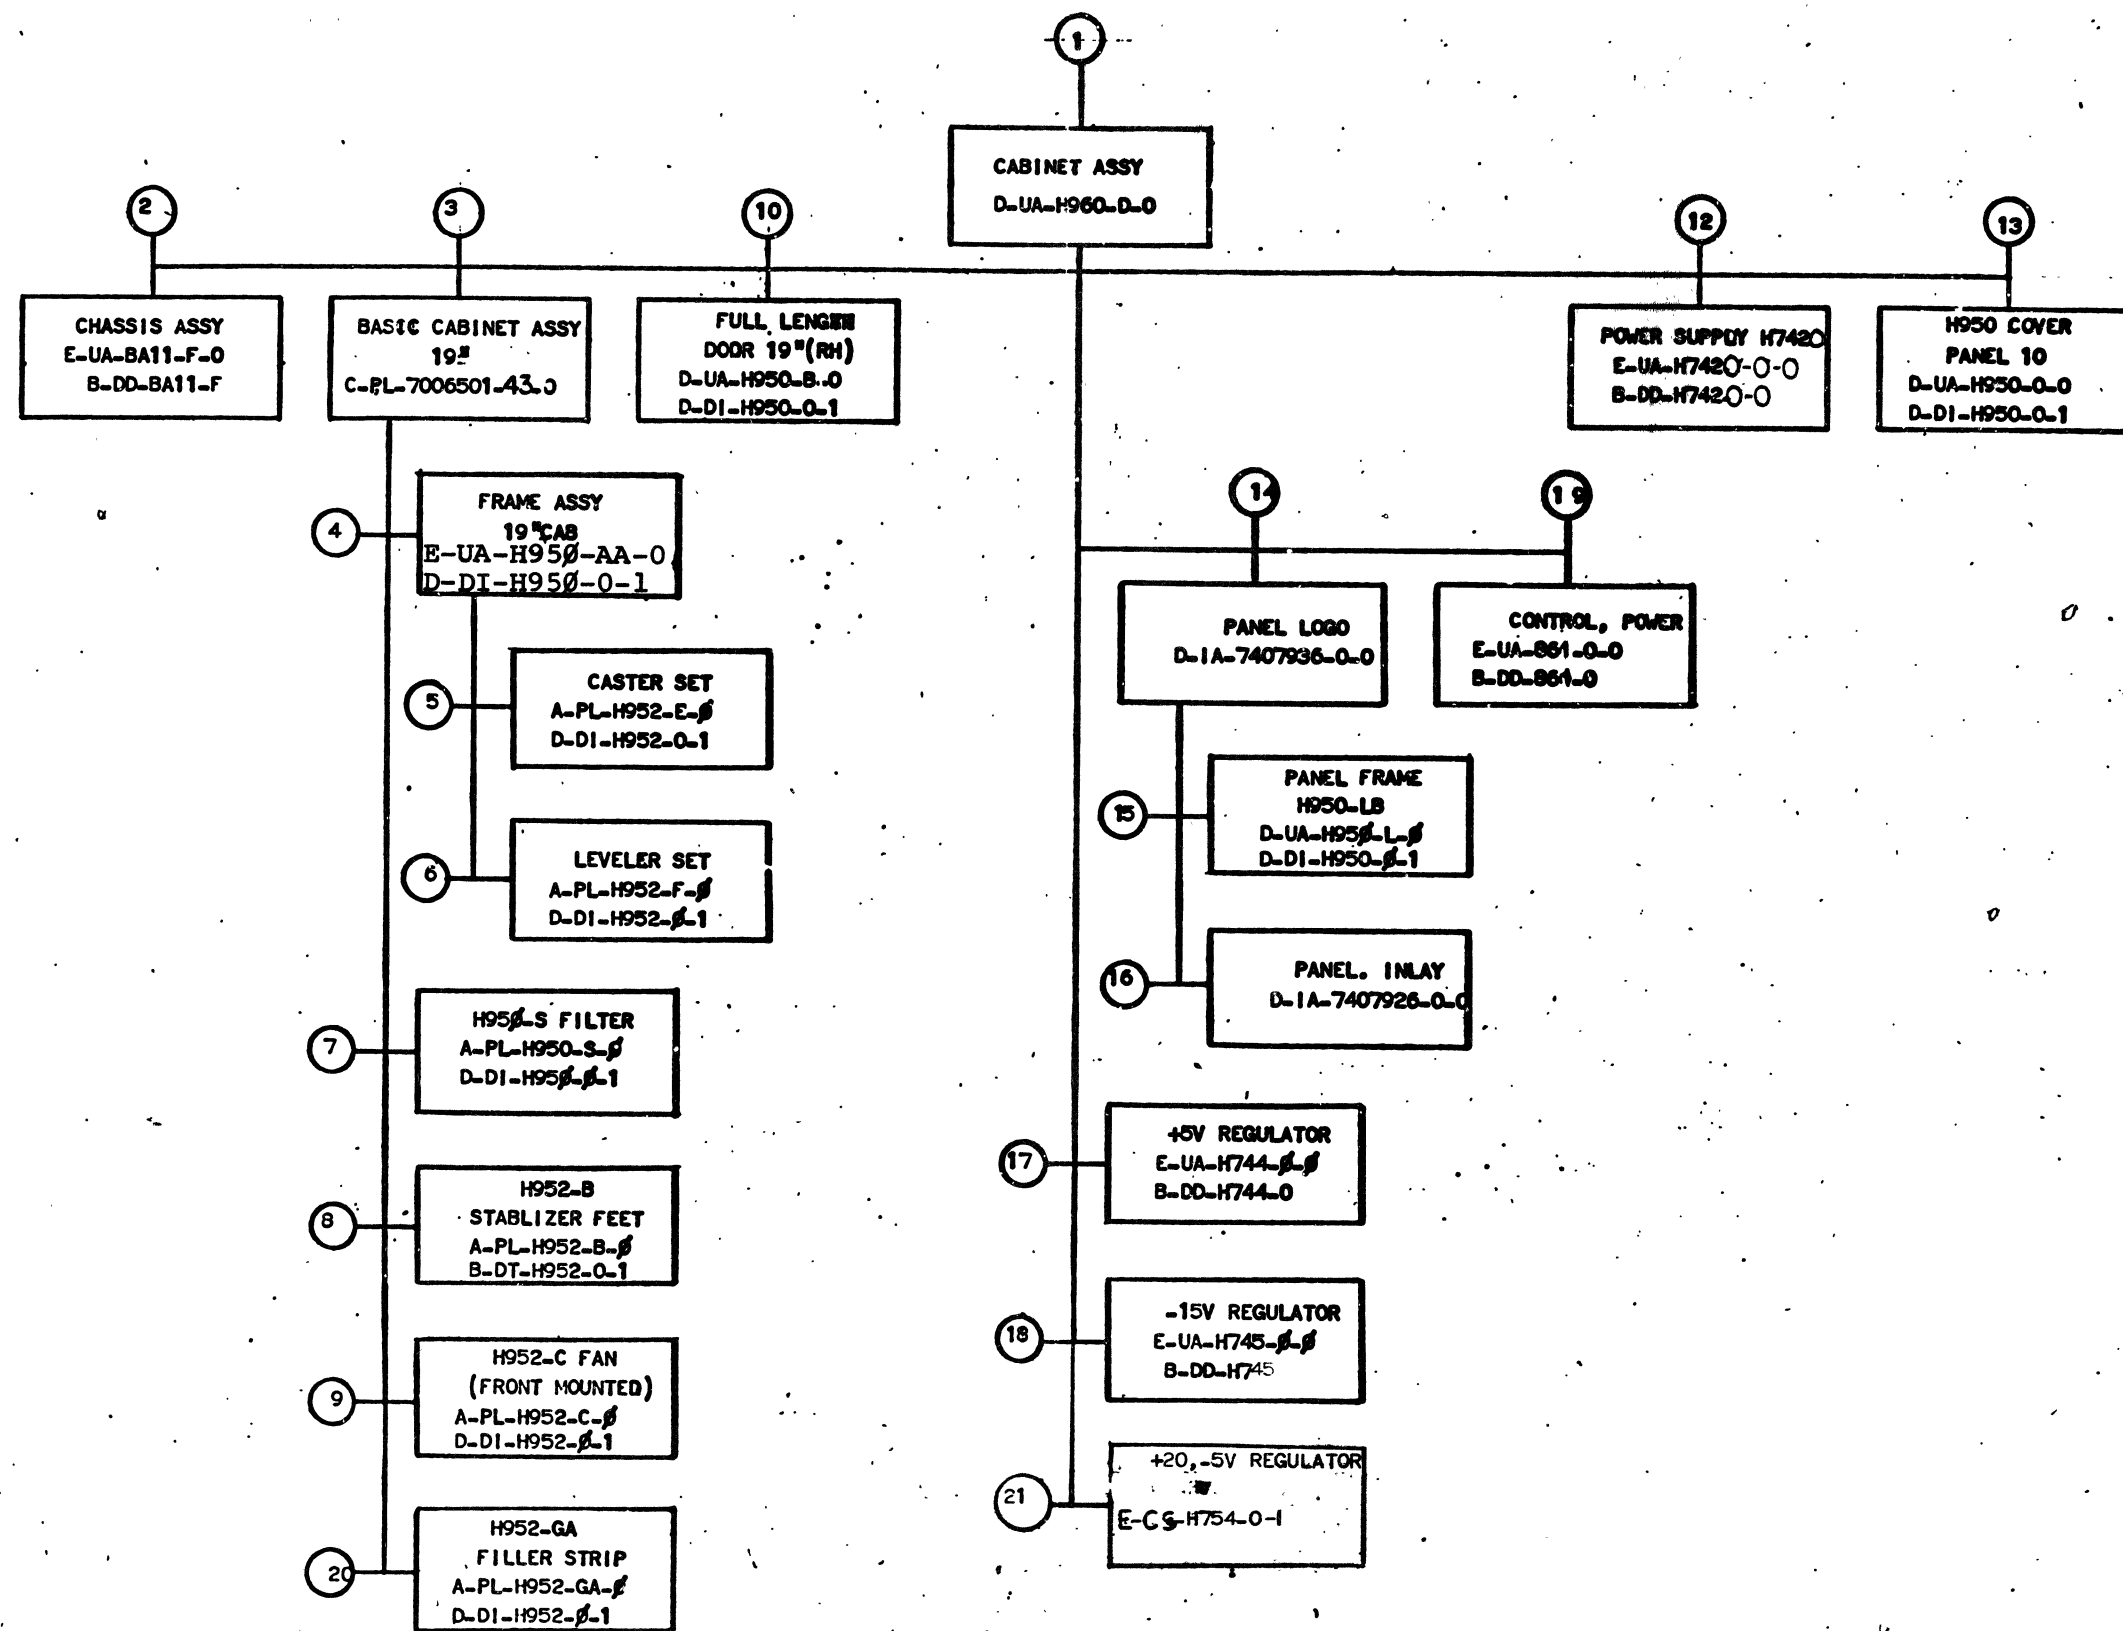 1
CABINET ASSY
D-UA-H960-D-0
2
CHASSIS ASSY
E-UA-BA11-F-0
B-DD-BA11-F
3
BASIC CABINET ASSY
19"
C-PL-7006501-43-0
10
FULL LENGTH
DOOR 19"(RH)
D-UA-H950-B-0
D-DI-H950-0-1
12
POWER SUPPLY H7420
E-UA-H7420-0-0
B-DD-H7420-0
13
H950 COVER
PANEL 10
D-UA-H950-0-0
D-DI-H950-0-1
4
FRAME ASSY
19"CAB
E-UA-H95Ø-AA-0
D-DI-H95Ø-0-1
5
CASTER SET
A-PL-H952-E-Ø
D-DI-H952-0-1
6
LEVELER SET
A-PL-H952-F-Ø
D-DI-H952-Ø-1
7
H95Ø-S FILTER
A-PL-H950-S-Ø
D-DI-H95Ø-Ø-1
8
H952-B
STABLIZER FEET
A-PL-H952-B-Ø
B-DT-H952-0-1
9
H952-C FAN
(FRONT MOUNTED)
A-PL-H952-C-Ø
D-DI-H952-Ø-1
20
H952-GA
FILLER STRIP
A-PL-H952-GA-Ø
D-DI-H952-Ø-1
14
PANEL LOGO
D-IA-7407936-0-0
19
CONTROL, POWER
E-UA-861-0-0
B-DD-861-0
15
PANEL FRAME
H950-LB
D-UA-H95Ø-L-Ø
D-DI-H950-Ø-1
16
PANEL. INLAY
D-IA-7407926-0-0
17
+5V REGULATOR
E-UA-H744-Ø-Ø
B-DD-H744-0
18
-15V REGULATOR
E-UA-H745-Ø-Ø
B-DD-H745
21
+20,-5V REGULATOR
E-CS-H754-0-1